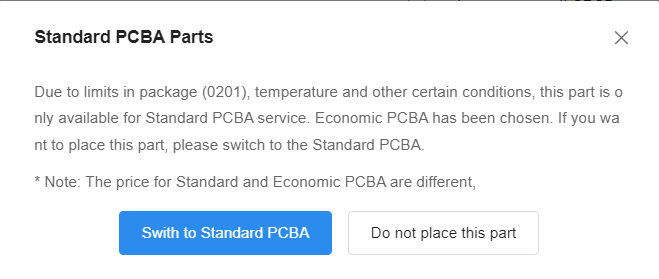 Standard PCBA Parts
Due to limits in package (0201), temperature and other certain conditions, this part is o
nly available for Standard PCBA service. Economic PCBA has been chosen. If you wa
nt to place this part, please switch to the Standard PCBA.
* Note: The price for Standard and Economic PCBA are different,
Swith to Standard PCBA
Do not place this part